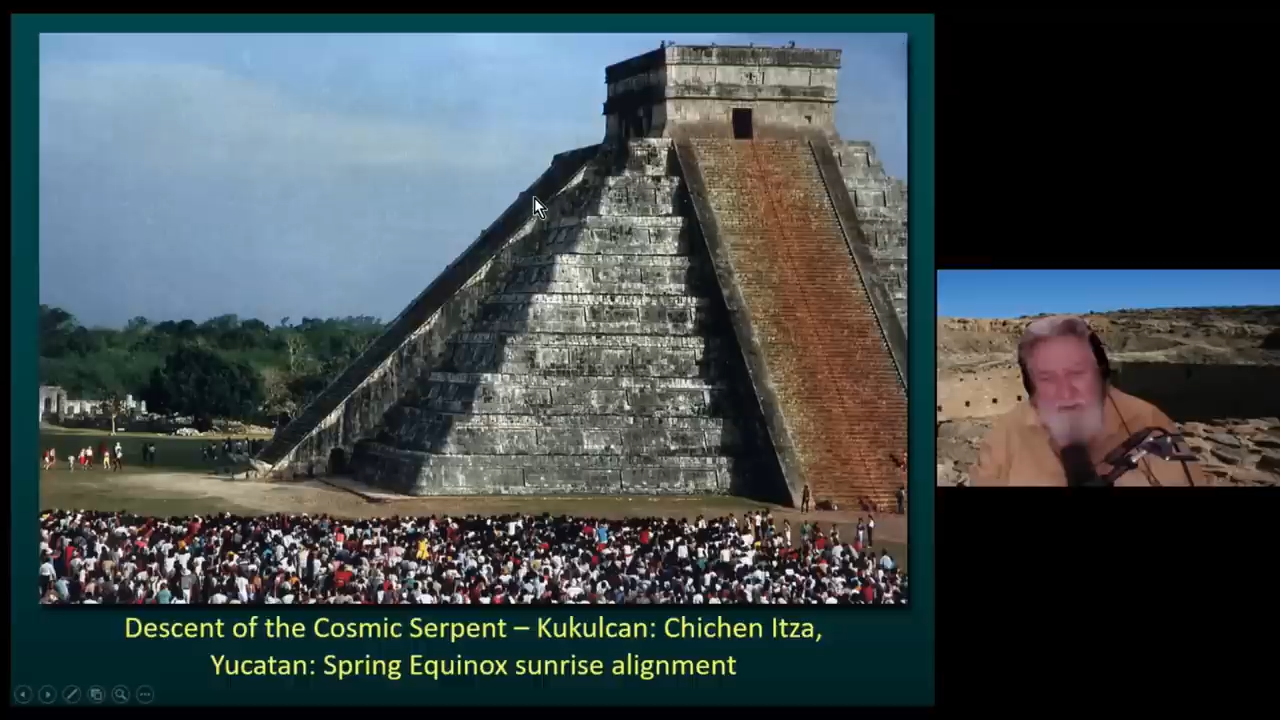 Descent of the Cosmic Serpent – Kukulcan: Chichen Itza,
Yucatan: Spring Equinox sunrise alignment